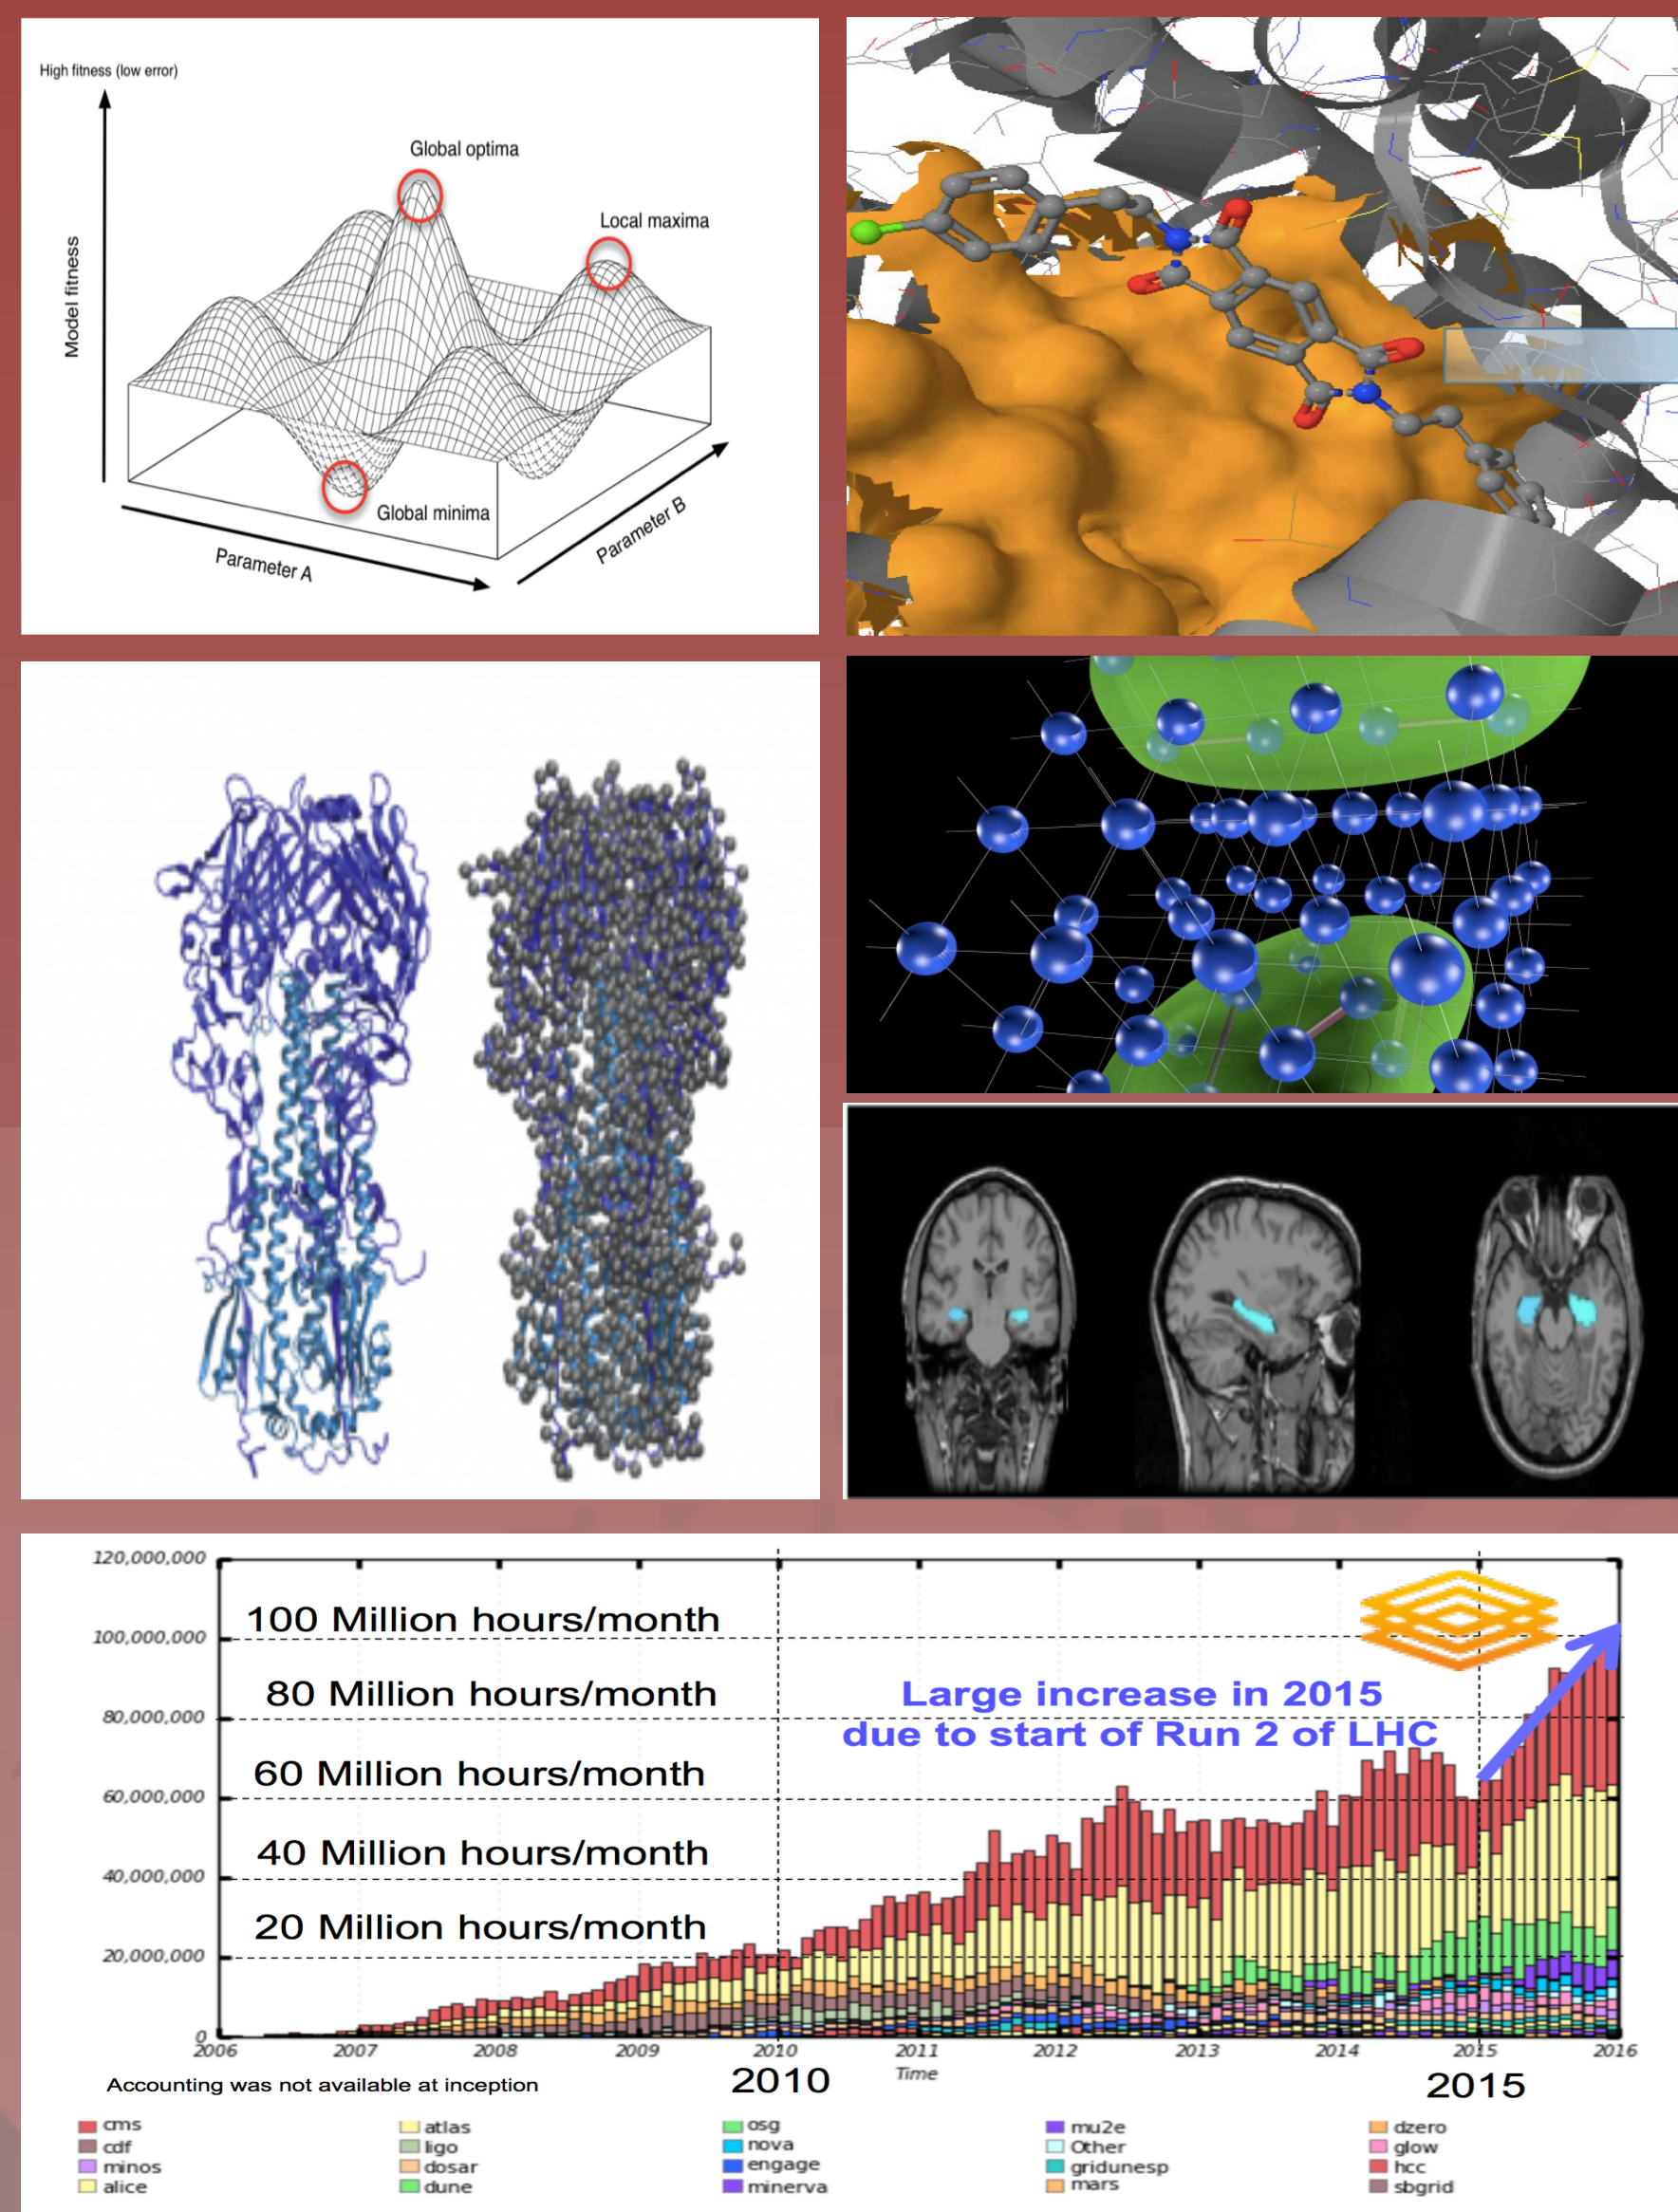 High fitness (low error)
Global optima
Local maxima
Model fitness
Global minima
Parameter A
Parameter B
120,000,000
100 Million hours/month
100,000,000
80 Million hours/month
Large increase in 2015
80,000,000
due to start of Run 2 of LHC
60 Million hours/month
60,000,000
40 Million hours/month
40,000,000
20 Million hours/month
20,000,000
0
2006 2007 2008 2009 2010 2011 2012 2013 2014 2015 2016
Time
Accounting was not available at inception
2010
2015
cms atlas osg mu2e dzero
cdf ligo nova Other glow
minos dosar engage gridunesp hcc
alice dune minerva mars sbgrid